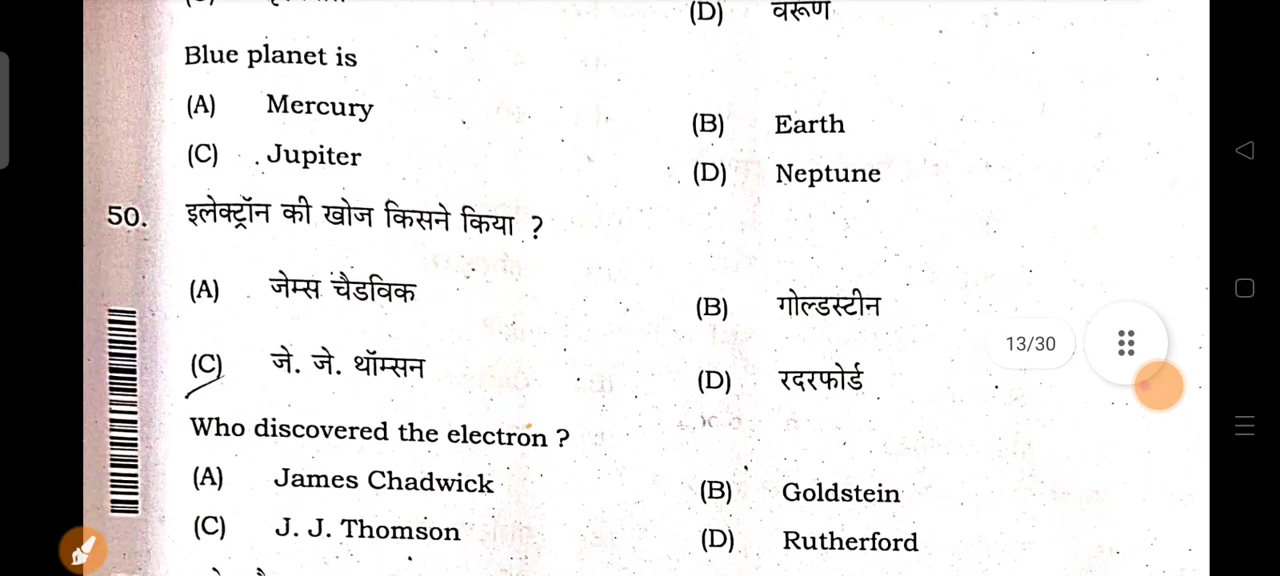 (D) वरूण
Blue planet is
(A) Mercury
(B) Earth
(C) Jupiter
(D) Neptune
50. इलेक्ट्रॉन की खोज किसने किया ?
(A) जेम्स चैडविक
(B) गोल्डस्टीन
(C) जे. जे. थॉम्सन
(D) रदरफोर्ड
13/30
Who discovered the electron ?
(A) James Chadwick
(B) Goldstein
(C) J. J. Thomson
(D) Rutherford